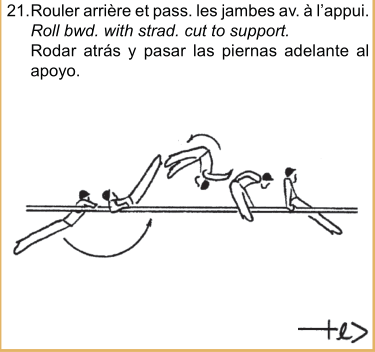 21.Rouler arrière et pass. les jambes av. à l'appui.
Roll bwd. with strad. cut to support.
Rodar atrás y pasar las piernas adelante al
apoyo.